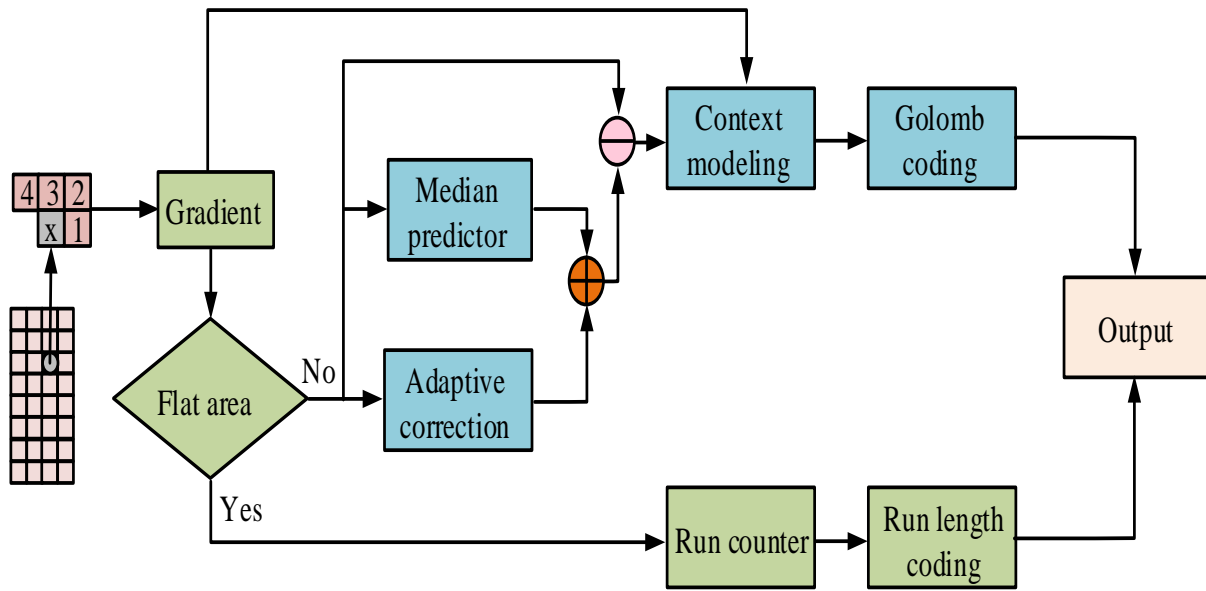 Context
modeling
Golomb
coding
4 3 2
x 1
Gradient
Median
predictor
Output
No
Flat area
Adaptive
correction
Yes
Run counter
Run length
coding